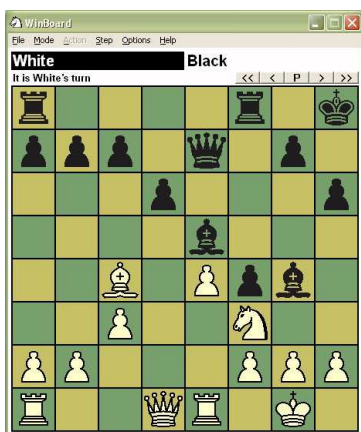 WinBoard
File Mode Action Step Options Help
White Black
It is White's turn << < P > >>